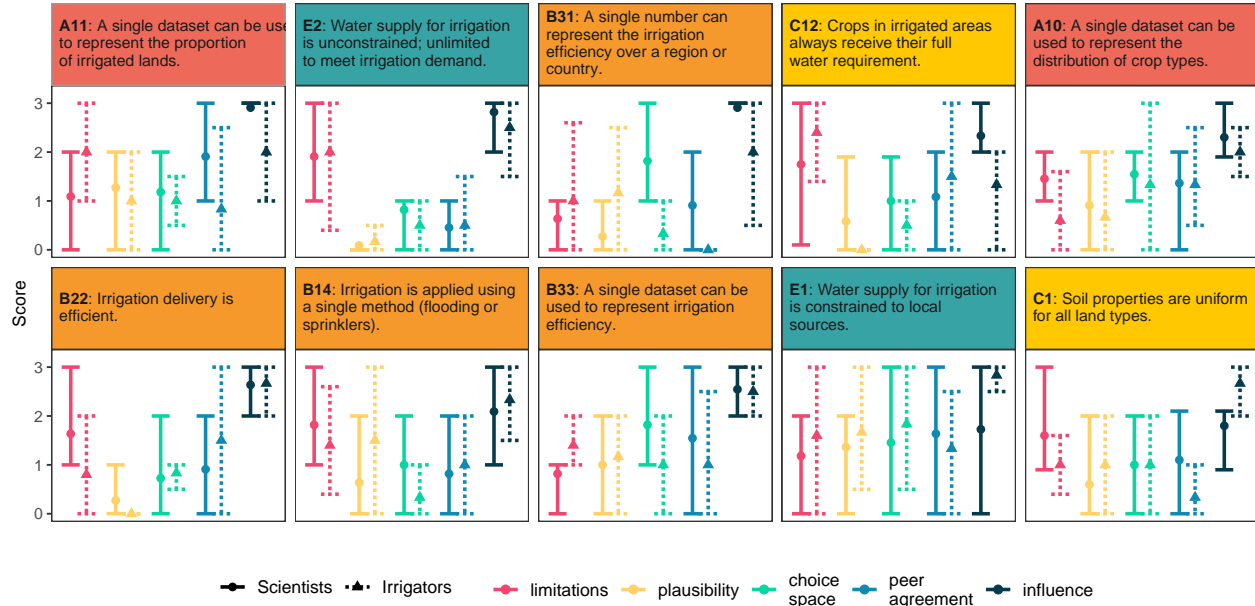 A11: A single dataset can be use
to represent the proportion
of irrigated lands.
E2: Water supply for irrigation
is unconstrained; unlimited
to meet irrigation demand.
B31: A single number can
represent the irrigation
efficiency over a region or
country.
C12: Crops in irrigated areas
always receive their full
water requirement.
A10: A single dataset can be
used to represent the
distribution of crop types.
3
2
1
0
Score
B22: Irrigation delivery is
efficient.
B14: Irrigation is applied using
a single method (flooding or
sprinklers).
B33: A single dataset can be
used to represent irrigation
efficiency.
E1: Water supply for irrigation
is constrained to local
sources.
C1: Soil properties are uniform
for all land types.
3
2
1
0
Scientists Irrigators limitations plausibility choice space peer agreement influence